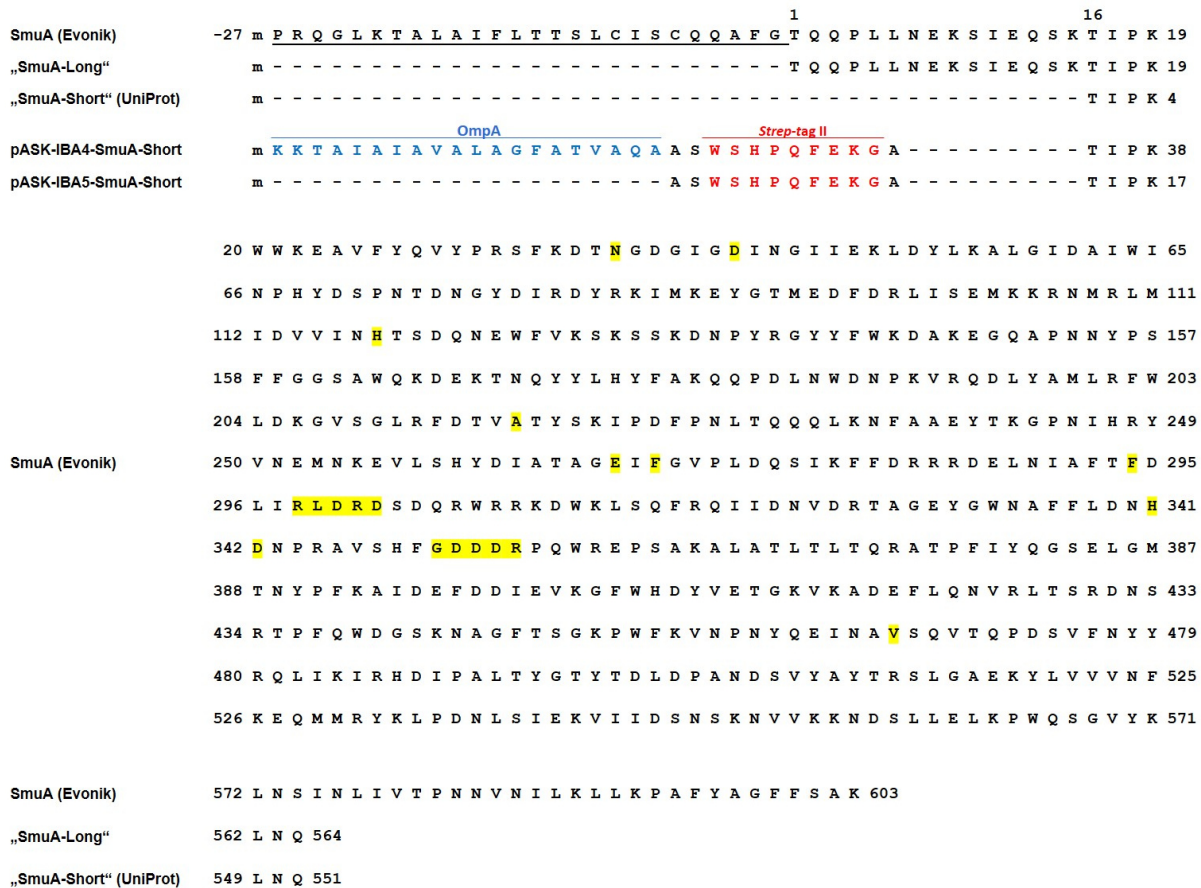 1 16
SmuA (Evonik) -27 m P R Q G L K T A L A I F L T T S L C I S C Q Q A F G T Q Q P L L N E K S I E Q S K T I P K 19
„SmuA-Long“ m - - - - - - - - - - - - - - - - - - - - - - - - - - T Q Q P L L N E K S I E Q S K T I P K 19
„SmuA-Short“ (UniProt) m - - - - - - - - - - - - - - - - - - - - - - - - - - - - - - - - - - - - - - - - - T I P K 4
OmpA Strep-tag II
pASK-IBA4-SmuA-Short m K K T A I A I A V A L A G F A T V A Q A A S W S H P Q F E K G A - - - - - - - - - T I P K 38
pASK-IBA5-SmuA-Short m - - - - - - - - - - - - - - - - - - - - A S W S H P Q F E K G A - - - - - - - - - T I P K 17
20 W W K E A V F Y Q V Y P R S F K D T N G D G I G D I N G I I E K L D Y L K A L G I D A I W I 65
66 N P H Y D S P N T D N G Y D I R D Y R K I M K E Y G T M E D F D R L I S E M K K R N M R L M 111
112 I D V V I N H T S D Q N E W F V K S K S S K D N P Y R G Y Y F W K D A K E G Q A P N N Y P S 157
158 F F G G S A W Q K D E K T N Q Y Y L H Y F A K Q Q P D L N W D N P K V R Q D L Y A M L R F W 203
204 L D K G V S G L R F D T V A T Y S K I P D F P N L T Q Q Q L K N F A A E Y T K G P N I H R Y 249
SmuA (Evonik) 250 V N E M N K E V L S H Y D I A T A G E I F G V P L D Q S I K F F D R R R D E L N I A F T F D 295
296 L I R L D R D S D Q R W R R K D W K L S Q F R Q I I D N V D R T A G E Y G W N A F F L D N H 341
342 D N P R A V S H F G D D D R P Q W R E P S A K A L A T L T L T Q R A T P F I Y Q G S E L G M 387
388 T N Y P F K A I D E F D D I E V K G F W H D Y V E T G K V K A D E F L Q N V R L T S R D N S 433
434 R T P F Q W D G S K N A G F T S G K P W F K V N P N Y Q E I N A V S Q V T Q P D S V F N Y Y 479
480 R Q L I K I R H D I P A L T Y G T Y T D L D P A N D S V Y A Y T R S L G A E K Y L V V V N F 525
526 K E Q M M R Y K L P D N L S I E K V I I D S N S K N V V K K N D S L L E L K P W Q S G V Y K 571
SmuA (Evonik) 572 L N S I N L I V T P N N V N I L K L L K P A F Y A G F F S A K 603
„SmuA-Long“ 562 L N Q 564
„SmuA-Short“ (UniProt) 549 L N Q 551